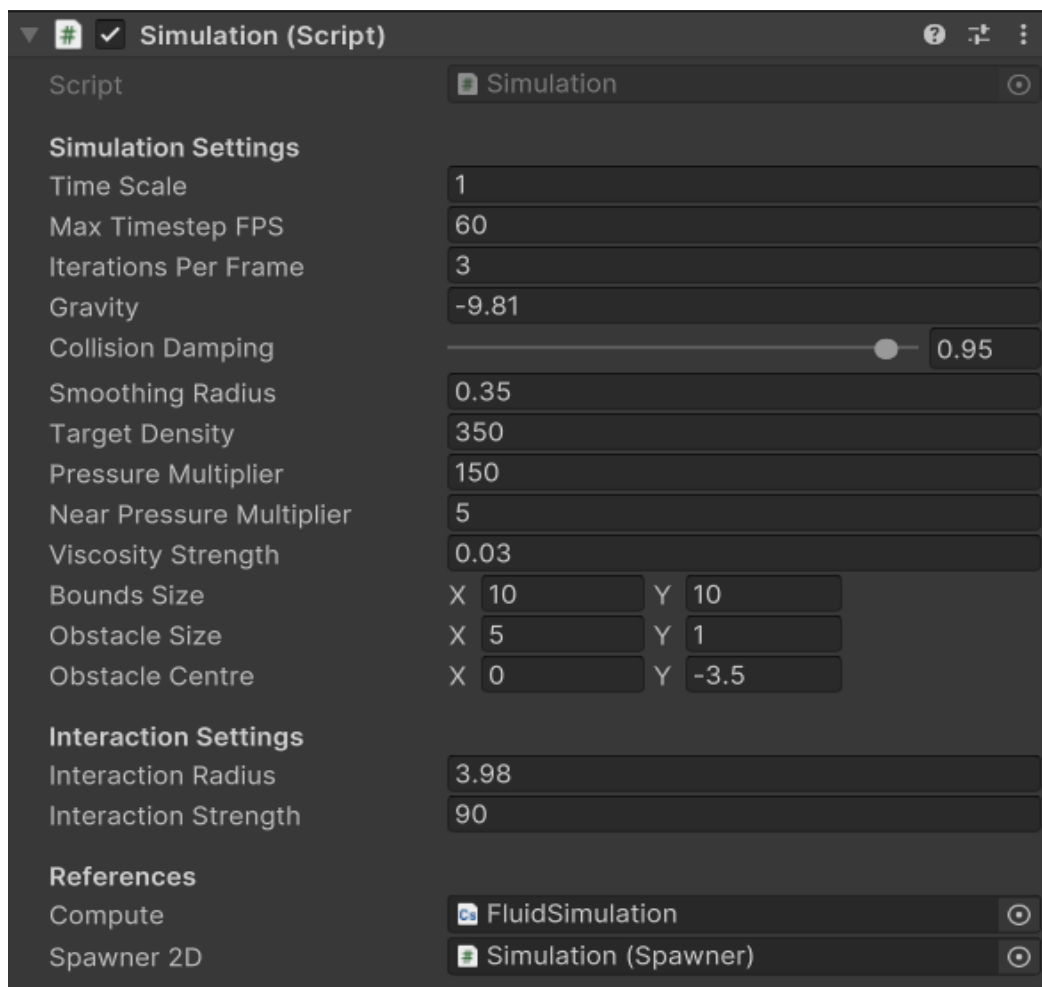 Simulation (Script)
Script Simulation
Simulation Settings
Time Scale 1
Max Timestep FPS 60
Iterations Per Frame 3
Gravity -9.81
Collision Damping 0.95
Smoothing Radius 0.35
Target Density 350
Pressure Multiplier 150
Near Pressure Multiplier 5
Viscosity Strength 0.03
Bounds Size X 10 Y 10
Obstacle Size X 5 Y 1
Obstacle Centre X 0 Y -3.5
Interaction Settings
Interaction Radius 3.98
Interaction Strength 90
References
Compute FluidSimulation
Spawner 2D Simulation (Spawner)